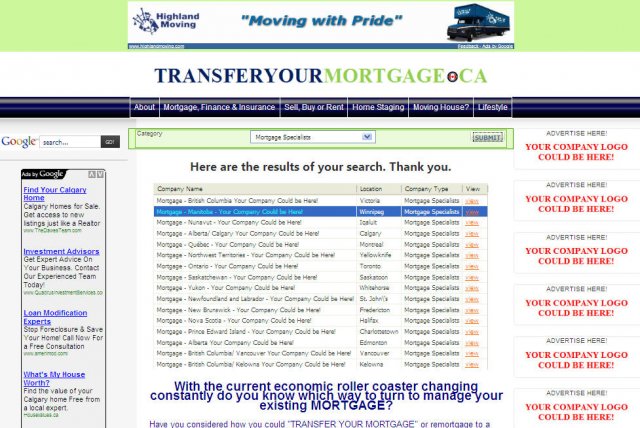 Highland Moving
"Moving with Pride"
www.highlandmoving.com
Feedback - Ads by Google
TRANSFERYOURMORTGAGE.CA
About
Mortgage, Finance & Insurance
Sell, Buy or Rent
Home Staging
Moving House?
Lifestyle
Google
search...
GO!
Category
Mortgage Specialists
SUBMIT
Ads by Google
Find Your Calgary Home
Calgary Homes for Sale.
Get access to new
listings just like a Realtor
www.TheDaviesTeam.com
Investment Advisors
Get Expert Advice On
Your Business. Contact
Our Experienced Team
Today!
www.QuadrusInvestmentServices.co
Loan Modification
Experts
Stop Foreclosure & Save
Your Home! Call Now For
a Free Consultation
www.amerimod.com
What's My House
Worth?
Find the value of your
Calgary home Free from
a local expert.
Housevalues.ca
Here are the results of your search. Thank you.
Company Name Location Company Type View
Mortgage - British Columbia Your Company Could be Here! Victoria Mortgage Specialists view
Mortgage - Manitoba - Your Company Could be Here! Winnipeg Mortgage Specialists view
Mortgage - Nunavut - Your Company Could be Here! Iqaluit Mortgage Specialists view
Mortgage - Alberta/ Calgary Your Company Could be Here! Calgary Mortgage Specialists view
Mortgage - Québec - Your Company Could be Here! Montreal Mortgage Specialists view
Mortgage - Northwest Territories - Your Company Could be Here! Yellowknife Mortgage Specialists view
Mortgage - Ontario - Your Company Could be Here! Toronto Mortgage Specialists view
Mortgage - Saskatchewan - Your Company Could be Here! Saskatoon Mortgage Specialists view
Mortgage - Yukon - Your Company Could be Here! Whitehorse Mortgage Specialists view
Mortgage - Newfoundland and Labrador - Your Company Could be Here! St. John\'s Mortgage Specialists view
Mortgage - New Brunswick - Your Company Could be Here! Fredericton Mortgage Specialists view
Mortgage - Nova Scotia - Your Company Could be Here! Halifax Mortgage Specialists view
Mortgage - Prince Edward Island - Your Company Could be Here! Charlottetown Mortgage Specialists view
Mortgage - Alberta/ Edmonton Your Company Could be Here! Edmonton Mortgage Specialists view
Mortgage - British Columbia/ Vancouver Your Company Could be Here! Vancouver Mortgage Specialists view
Mortgage - British Columbia/ Kelowna Your Company Could be Here! Kelowna Mortgage Specialists view
With the current economic roller coaster changing
constantly do you know which way to turn to manage your
existing MORTGAGE?
Have you considered how you could "TRANSFER YOUR MORTGAGE" or remortgage to a
ADVERTISE HERE!
YOUR COMPANY LOGO
COULD BE HERE!
ADVERTISE HERE!
YOUR COMPANY LOGO
COULD BE HERE!
ADVERTISE HERE!
YOUR COMPANY LOGO
COULD BE HERE!
ADVERTISE HERE!
YOUR COMPANY LOGO
COULD BE HERE!
ADVERTISE HERE!
YOUR COMPANY LOGO
COULD BE HERE!
ADVERTISE HERE!
YOUR COMPANY LOGO
COULD BE HERE!